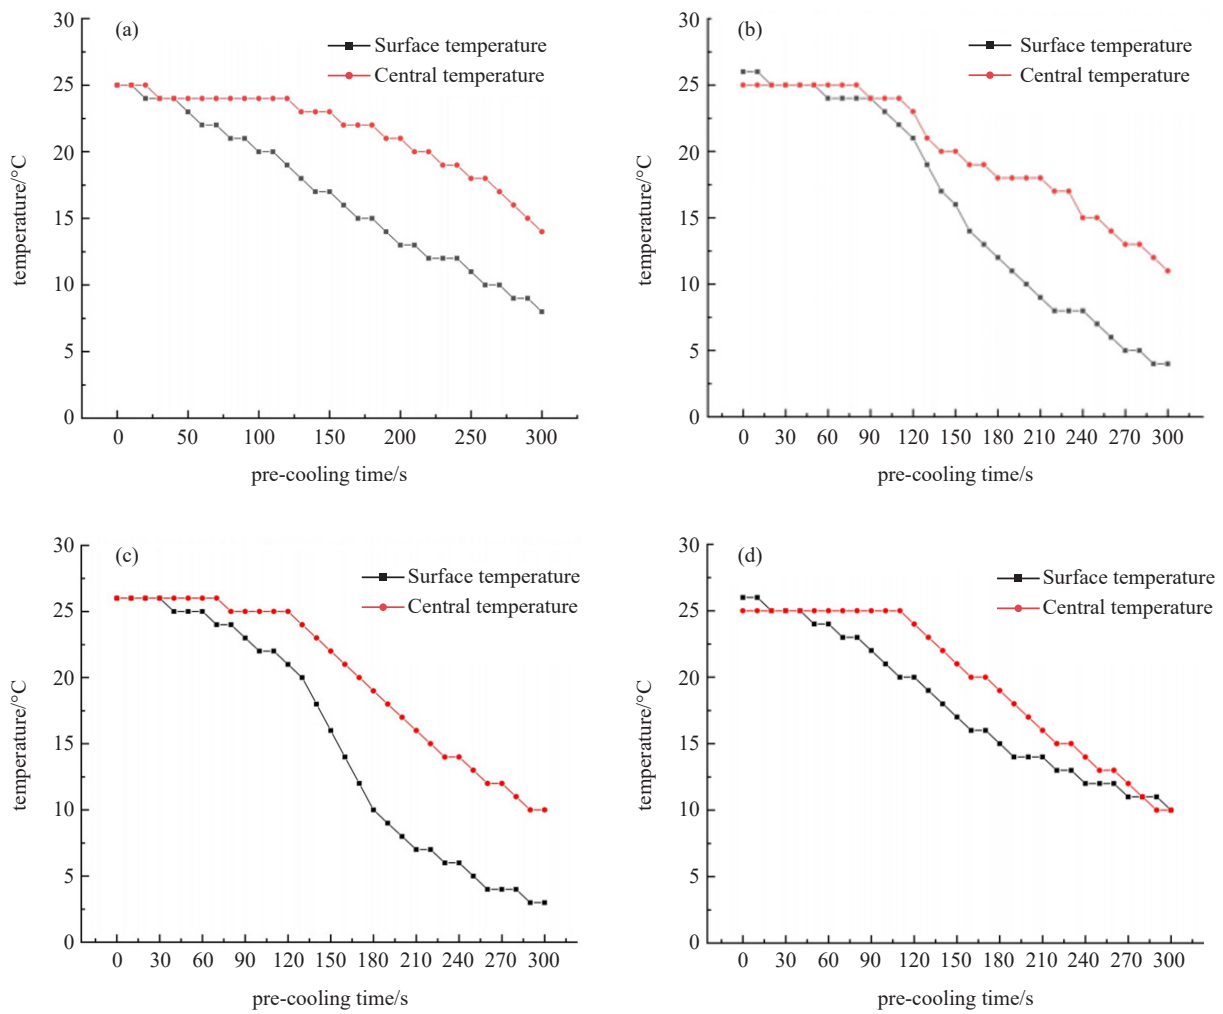 (a)
Surface temperature
Central temperature
temperature/°C
30
25
20
15
10
5
0
0 50 100 150 200 250 300
pre-cooling time/s
(b)
Surface temperature
Central temperature
temperature/°C
30
25
20
15
10
5
0
0 30 60 90 120 150 180 210 240 270 300
pre-cooling time/s
(c)
Surface temperature
Central temperature
temperature/°C
30
25
20
15
10
5
0
0 30 60 90 120 150 180 210 240 270 300
pre-cooling time/s
(d)
Surface temperature
Central temperature
temperature/°C
30
25
20
15
10
5
0
0 30 60 90 120 150 180 210 240 270 300
pre-cooling time/s